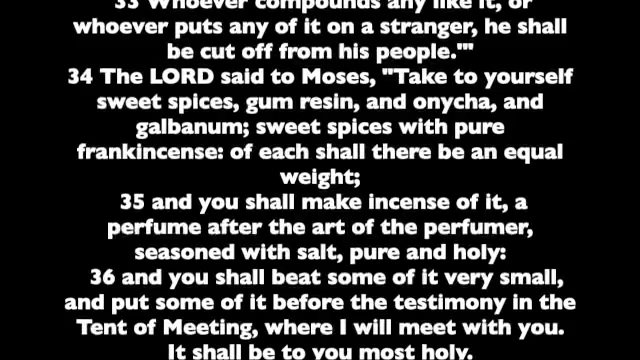 33 Whoever compounds any like it, or
whoever puts any of it on a stranger, he shall
be cut off from his people.'"
34 The LORD said to Moses, "Take to yourself
sweet spices, gum resin, and onycha, and
galbanum; sweet spices with pure
frankincense: of each shall there be an equal
weight;
35 and you shall make incense of it, a
perfume after the art of the perfumer,
seasoned with salt, pure and holy:
36 and you shall beat some of it very small,
and put some of it before the testimony in the
Tent of Meeting, where I will meet with you.
It shall be to you most holy.